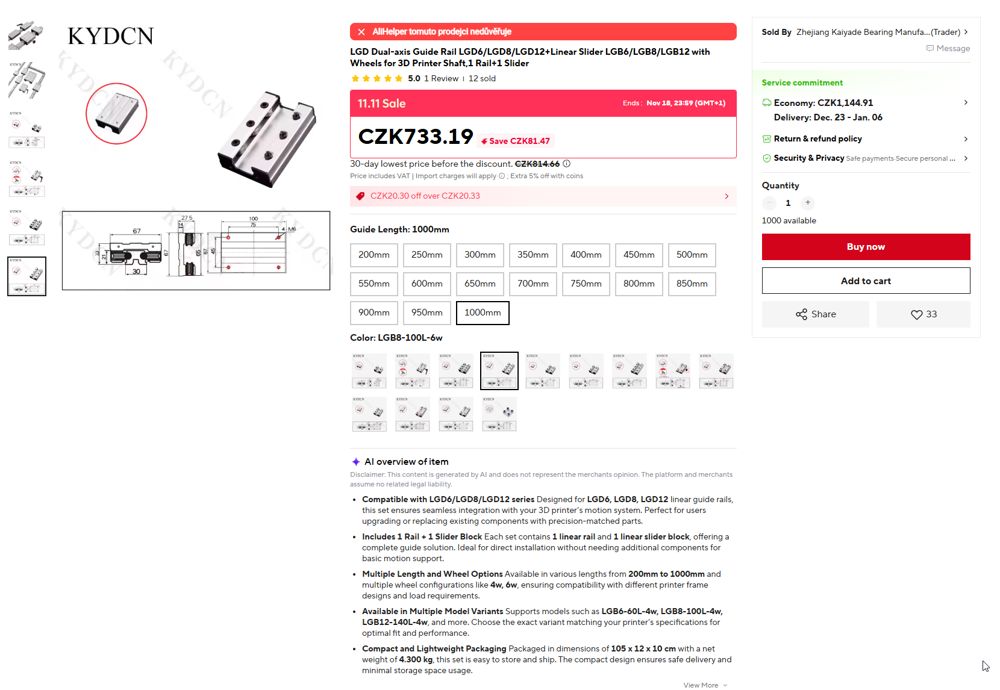 KYDCN
67
30
27.5
67
65
100
75
4-M6
67
45
AliHelper tomuto prodejci nedůvěřuje
LGD Dual-axis Guide Rail LGD6/LGD8/LGD12+Linear Slider LGB6/LGB8/LGB12 with
Wheels for 3D Printer Shaft,1 Rail+1 Slider
5.0 1 Review 12 sold
11.11 Sale Ends: Nov 18, 23:59 (GMT+1)
CZK733.19 Save CZK81.47
30-day lowest price before the discount. CZK814.66
Price includes VAT | Import charges will apply ; Extra 5% off with coins
CZK20.30 off over CZK20.33
Guide Length: 1000mm
200mm 250mm 300mm 350mm 400mm 450mm 500mm
550mm 600mm 650mm 700mm 750mm 800mm 850mm
900mm 950mm 1000mm
Color: LGB8-100L-6w
AI overview of item
Disclaimer: This content is generated by AI and does not represent the merchants opinion. The platform and merchants
assume no related legal liability.
Compatible with LGD6/LGD8/LGD12 series Designed for LGD6, LGD8, LGD12 linear guide rails,
this set ensures seamless integration with your 3D printer's motion system. Perfect for users
upgrading or replacing existing components with precision-matched parts.
Includes 1 Rail + 1 Slider Block Each set contains 1 linear rail and 1 linear slider block, offering a
complete guide solution. Ideal for direct installation without needing additional components for
basic motion support.
Multiple Length and Wheel Options Available in various lengths from 200mm to 1000mm and
multiple wheel configurations like 4w, 6w, ensuring compatibility with different printer frame
designs and load requirements.
Available in Multiple Model Variants Supports models such as LGB6-60L-4w, LGB8-100L-4w,
LGB12-140L-4w, and more. Choose the exact variant matching your printer's specifications for
optimal fit and performance.
Compact and Lightweight Packaging Packaged in dimensions of 105 x 12 x 10 cm with a net
weight of 4.300 kg, this set is easy to store and ship. The compact design ensures safe delivery and
minimal storage space usage.
View More
Sold By Zhejiang Kaiyade Bearing Manufa...(Trader)
Message
Service commitment
Economy: CZK1,144.91
Delivery: Dec. 23 - Jan. 06
Return & refund policy
Security & Privacy Safe payments Secure personal ...
Quantity
1
1000 available
Buy now
Add to cart
Share 33